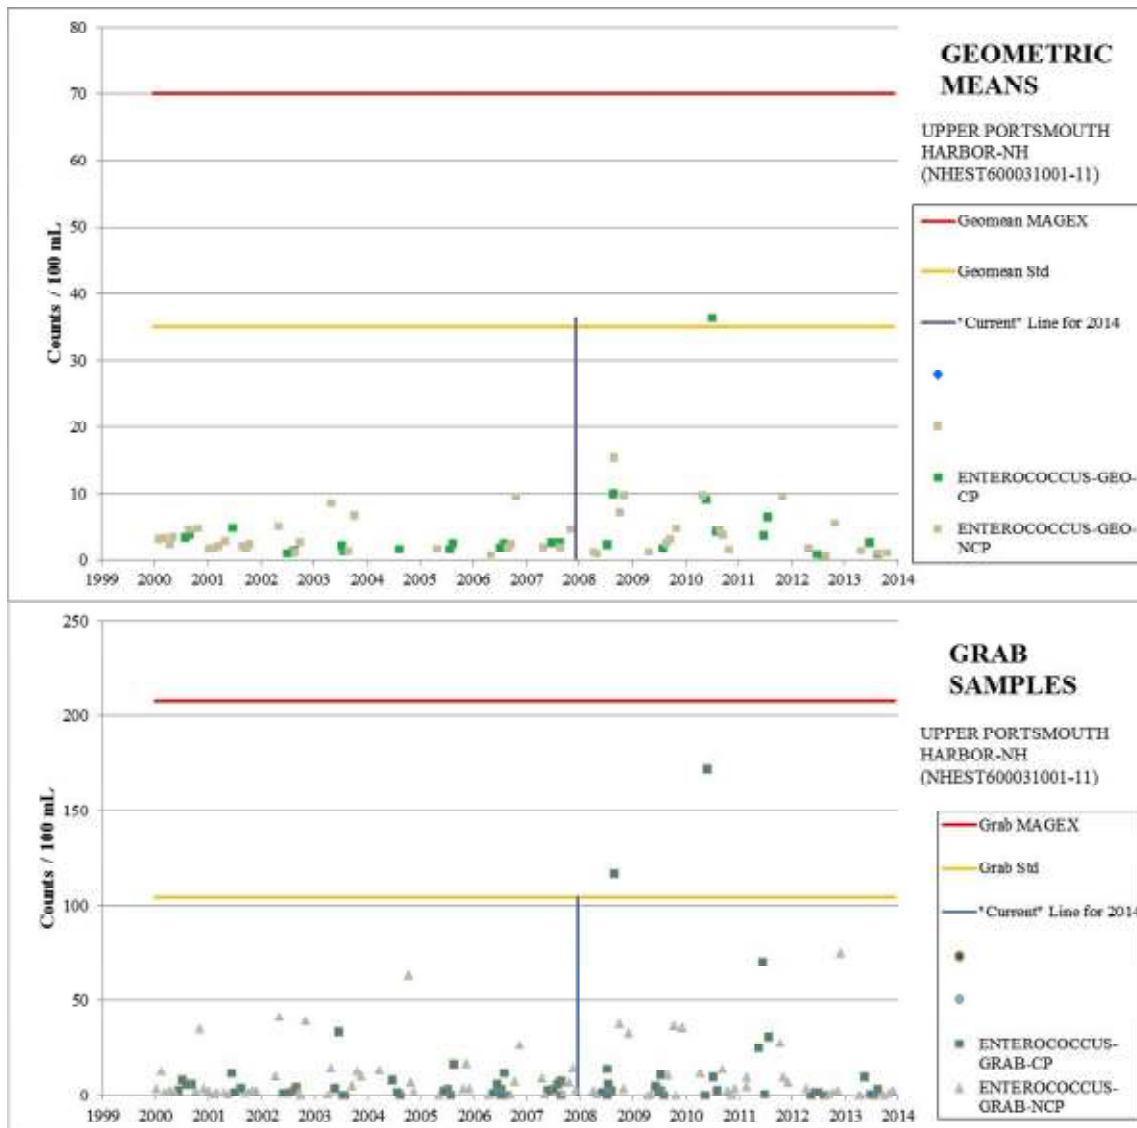 80
70
60
50
40
30
20
10
0
Counts / 100 mL
1999 2000 2001 2002 2003 2004 2005 2006 2007 2008 2009 2010 2011 2012 2013 2014
GEOMETRIC
MEANS
UPPER PORTSMOUTH
HARBOR-NH
(NHEST600031001-11)
Geomean MAGEX
Geomean Std
"Current" Line for 2014
ENTEROCOCCUS-GEO-
CP
ENTEROCOCCUS-GEO-
NCP
250
200
150
100
50
0
Counts / 100 mL
1999 2000 2001 2002 2003 2004 2005 2006 2007 2008 2009 2010 2011 2012 2013 2014
GRAB
SAMPLES
UPPER PORTSMOUTH
HARBOR-NH
(NHEST600031001-11)
Grab MAGEX
Grab Std
"Current" Line for 2014
ENTEROCOCCUS-
GRAB-CP
ENTEROCOCCUS-
GRAB-NCP